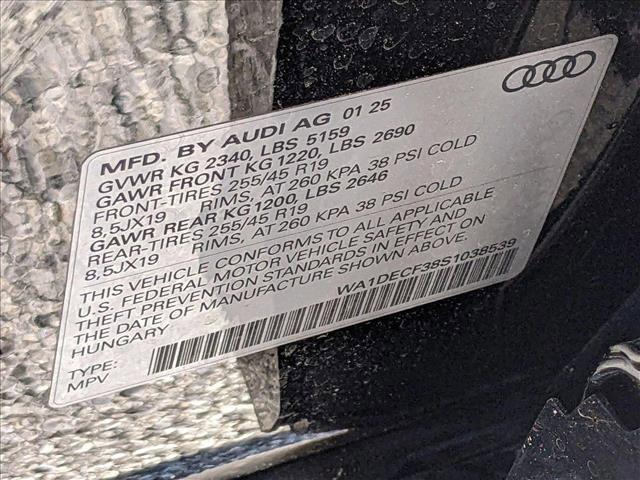 MFD. BY AUDI AG 01 25
GVWR KG 2340, LBS 5159
GAWR FRONT KG 1220, LBS 2690
FRONT-TIRES 255/45 R19
8,5JX19 RIMS, AT 260 KPA 38 PSI COLD
GAWR REAR KG 1200, LBS 2646
REAR-TIRES 255/45 R19
8,5JX19 RIMS, AT 260 KPA 38 PSI COLD
THIS VEHICLE CONFORMS TO ALL APPLICABLE
U.S. FEDERAL MOTOR VEHICLE SAFETY AND
THEFT PREVENTION STANDARDS IN EFFECT ON
THE DATE OF MANUFACTURE SHOWN ABOVE.
HUNGARY
WA1DECF38S1038539
TYPE:
MPV